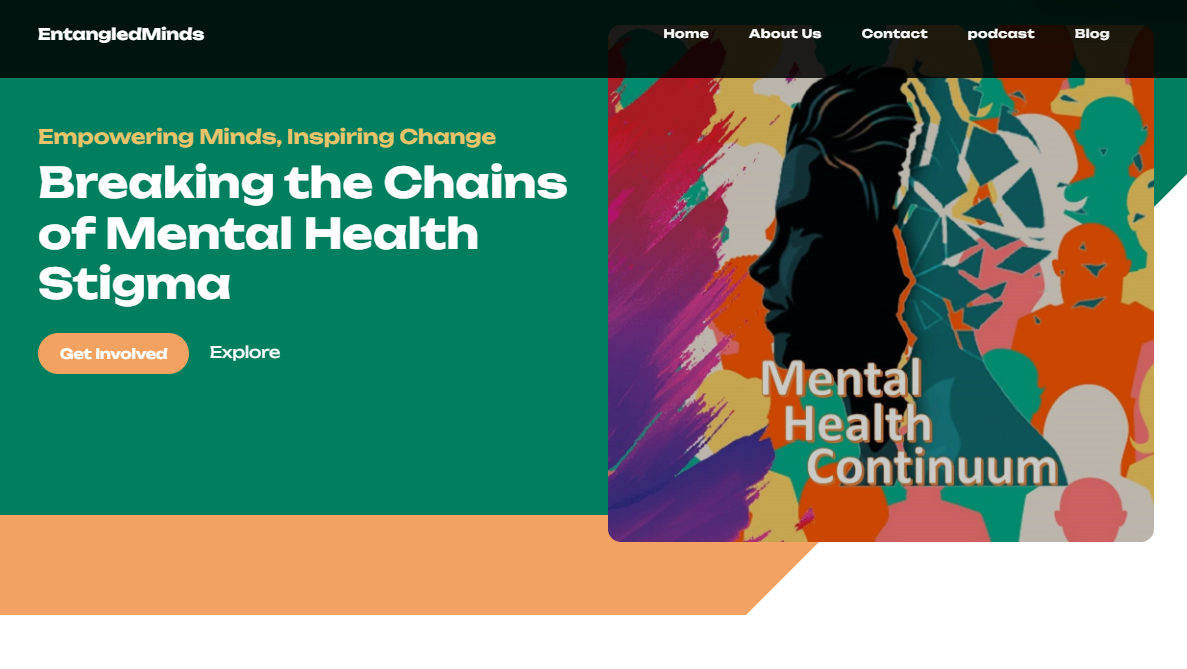 EntangledMinds
Home About Us Contact podcast Blog
Empowering Minds, Inspiring Change
Breaking the Chains
of Mental Health
Stigma
Get Involved Explore
Mental
Health
Continuum